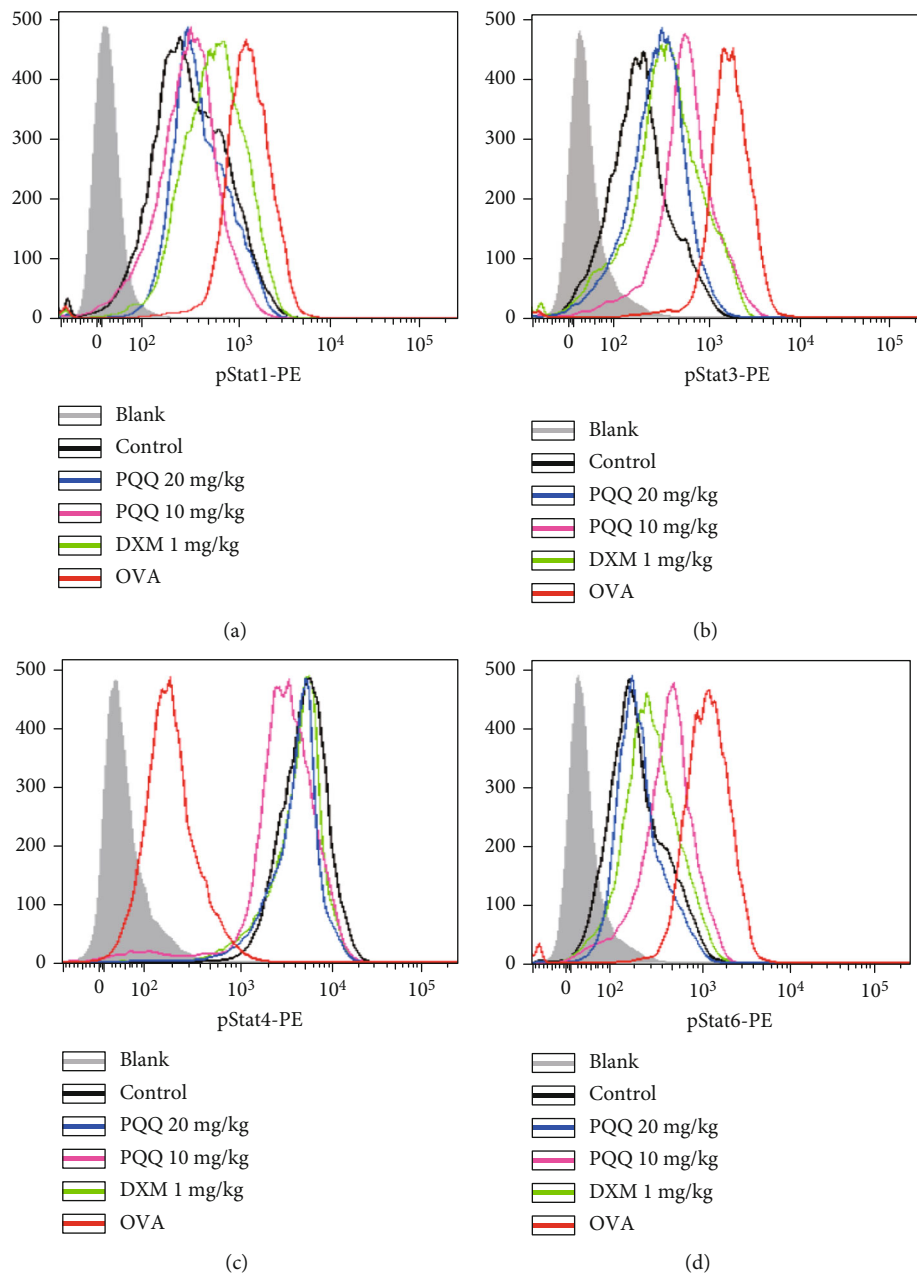 500
400
300
200
100
0
0 10² 10³ 10⁴ 10⁵
pStat1-PE
Blank
Control
PQQ 20 mg/kg
PQQ 10 mg/kg
DXM 1 mg/kg
OVA
(a)
500
400
300
200
100
0
0 10² 10³ 10⁴ 10⁵
pStat3-PE
Blank
Control
PQQ 20 mg/kg
PQQ 10 mg/kg
DXM 1 mg/kg
OVA
(b)
500
400
300
200
100
0
0 10² 10³ 10⁴ 10⁵
pStat4-PE
Blank
Control
PQQ 20 mg/kg
PQQ 10 mg/kg
DXM 1 mg/kg
OVA
(c)
500
400
300
200
100
0
0 10² 10³ 10⁴ 10⁵
pStat6-PE
Blank
Control
PQQ 20 mg/kg
PQQ 10 mg/kg
DXM 1 mg/kg
OVA
(d)